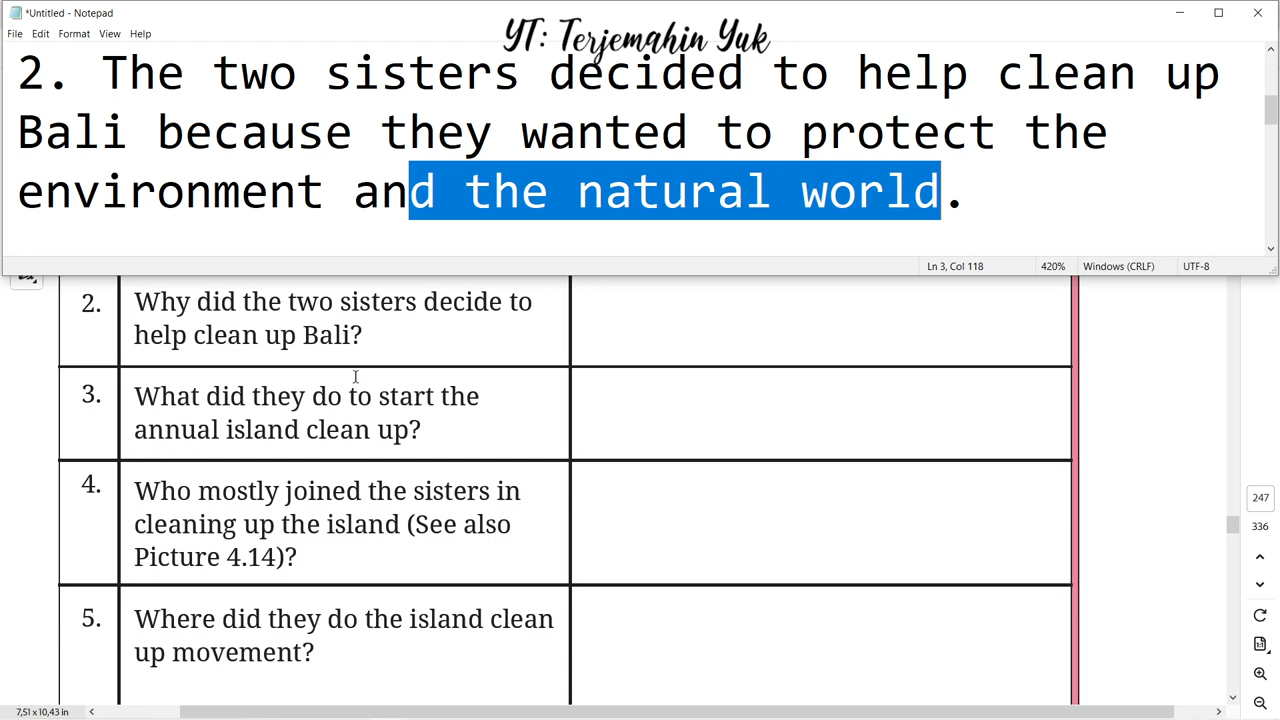 *Untitled - Notepad
File Edit Format View Help
YT: Terjemahin Yuk
2. The two sisters decided to help clean up
Bali because they wanted to protect the
environment and the natural world.
Ln 3, Col 118 420% Windows (CRLF) UTF-8
2. Why did the two sisters decide to
help clean up Bali?
3. What did they do to start the
annual island clean up?
4. Who mostly joined the sisters in
cleaning up the island (See also
Picture 4.14)?
5. Where did they do the island clean
up movement?
247
336
7,51 x 10,43 in